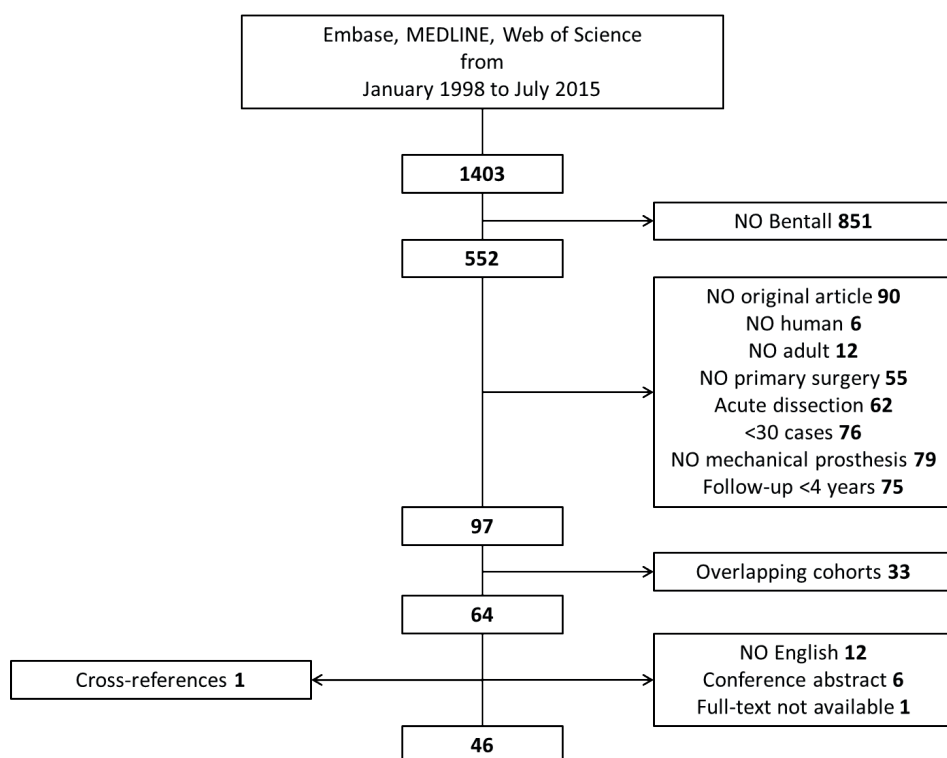 Embase, MEDLINE, Web of Science
from
January 1998 to July 2015
1403
NO Bentall 851
552
NO original article 90
NO human 6
NO adult 12
NO primary surgery 55
Acute dissection 62
<30 cases 76
NO mechanical prosthesis 79
Follow-up <4 years 75
97
Overlapping cohorts 33
64
NO English 12
Conference abstract 6
Full-text not available 1
Cross-references 1
46